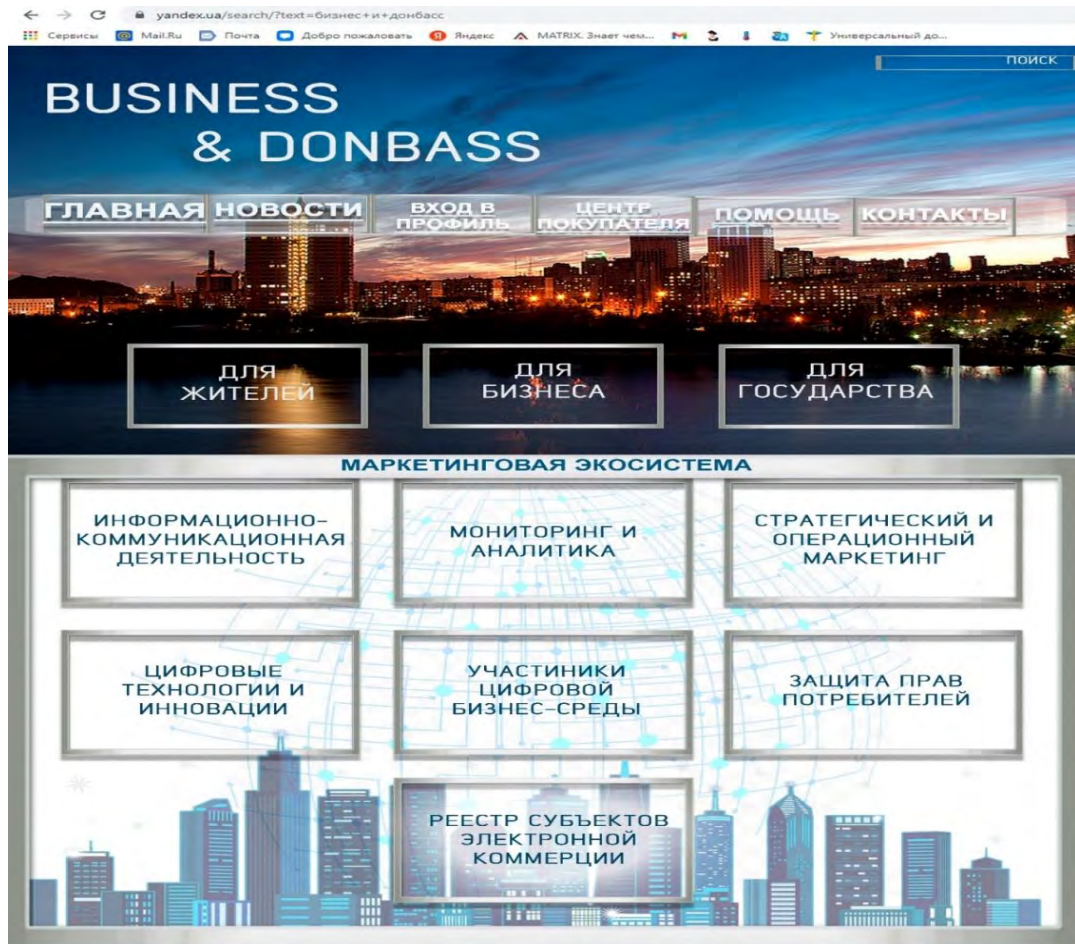 yandex.ua/search/?text=бизнес+и+донбасс
Сервисы Mail.Ru Почта Добро пожаловать Яндекс MATRIX. Знает чем... Универсальный до...
ПОИСК
BUSINESS
& DONBASS
ГЛАВНАЯ НОВОСТИ ВХОД В ПРОФИЛЬ ЦЕНТР ПОКУПАТЕЛЯ ПОМОЩЬ КОНТАКТЫ
ДЛЯ
ЖИТЕЛЕЙ
ДЛЯ
БИЗНЕСА
ДЛЯ
ГОСУДАРСТВА
МАРКЕТИНГОВАЯ ЭКОСИСТЕМА
ИНФОРМАЦИОННО-
КОММУНИКАЦИОННАЯ
ДЕЯТЕЛЬНОСТЬ
МОНИТОРИНГ И
АНАЛИТИКА
СТРАТЕГИЧЕСКИЙ И
ОПЕРАЦИОННЫЙ
МАРКЕТИНГ
ЦИФРОВЫЕ
ТЕХНОЛОГИИ И
ИННОВАЦИИ
УЧАСТИНИКИ
ЦИФРОВОЙ
БИЗНЕС-СРЕДЫ
ЗАЩИТА ПРАВ
ПОТРЕБИТЕЛЕЙ
РЕЕСТР СУБЪЕКТОВ
ЭЛЕКТРОННОЙ
КОММЕРЦИИ